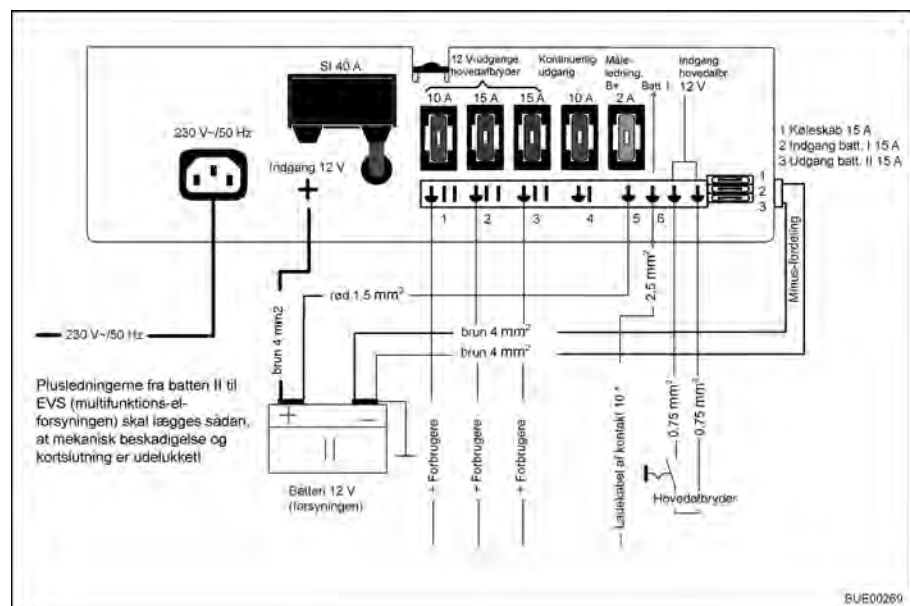 SI 40 A
12 V-udgange
hovedafbryder
Kontinuerlig
udgang
Måle-
ledning.
B+
Batt I
Indgang
hovedafbr.
12 V
10 A
15 A
15 A
10 A
2 A
230 V~/50 Hz
Indgang 12 V
+
1 Køleskab 15 A
2 Indgang batt. I 15 A
3 Udgang batt. II 15 A
1
2
3
1
2
3
4
5
6
Minus-fordeling
2,5 mm²
rød 1,5 mm²
230 V~/50 Hz
brun 4 mm2
brun 4 mm²
brun 4 mm²
Plusledningerne fra batteri II til
EVS (multifunktions-el-
forsyningen) skal lægges sådan,
at mekanisk beskadigelse og
kortslutning er udelukket!
+
–
II
Batteri 12 V
(forsyningen)
+ Forbrugere
+ Forbrugere
+ Forbrugere
Ladekabel af kontakt 10 *
0,75 mm²
0,75 mm²
Hovedafbryder
BUE00269